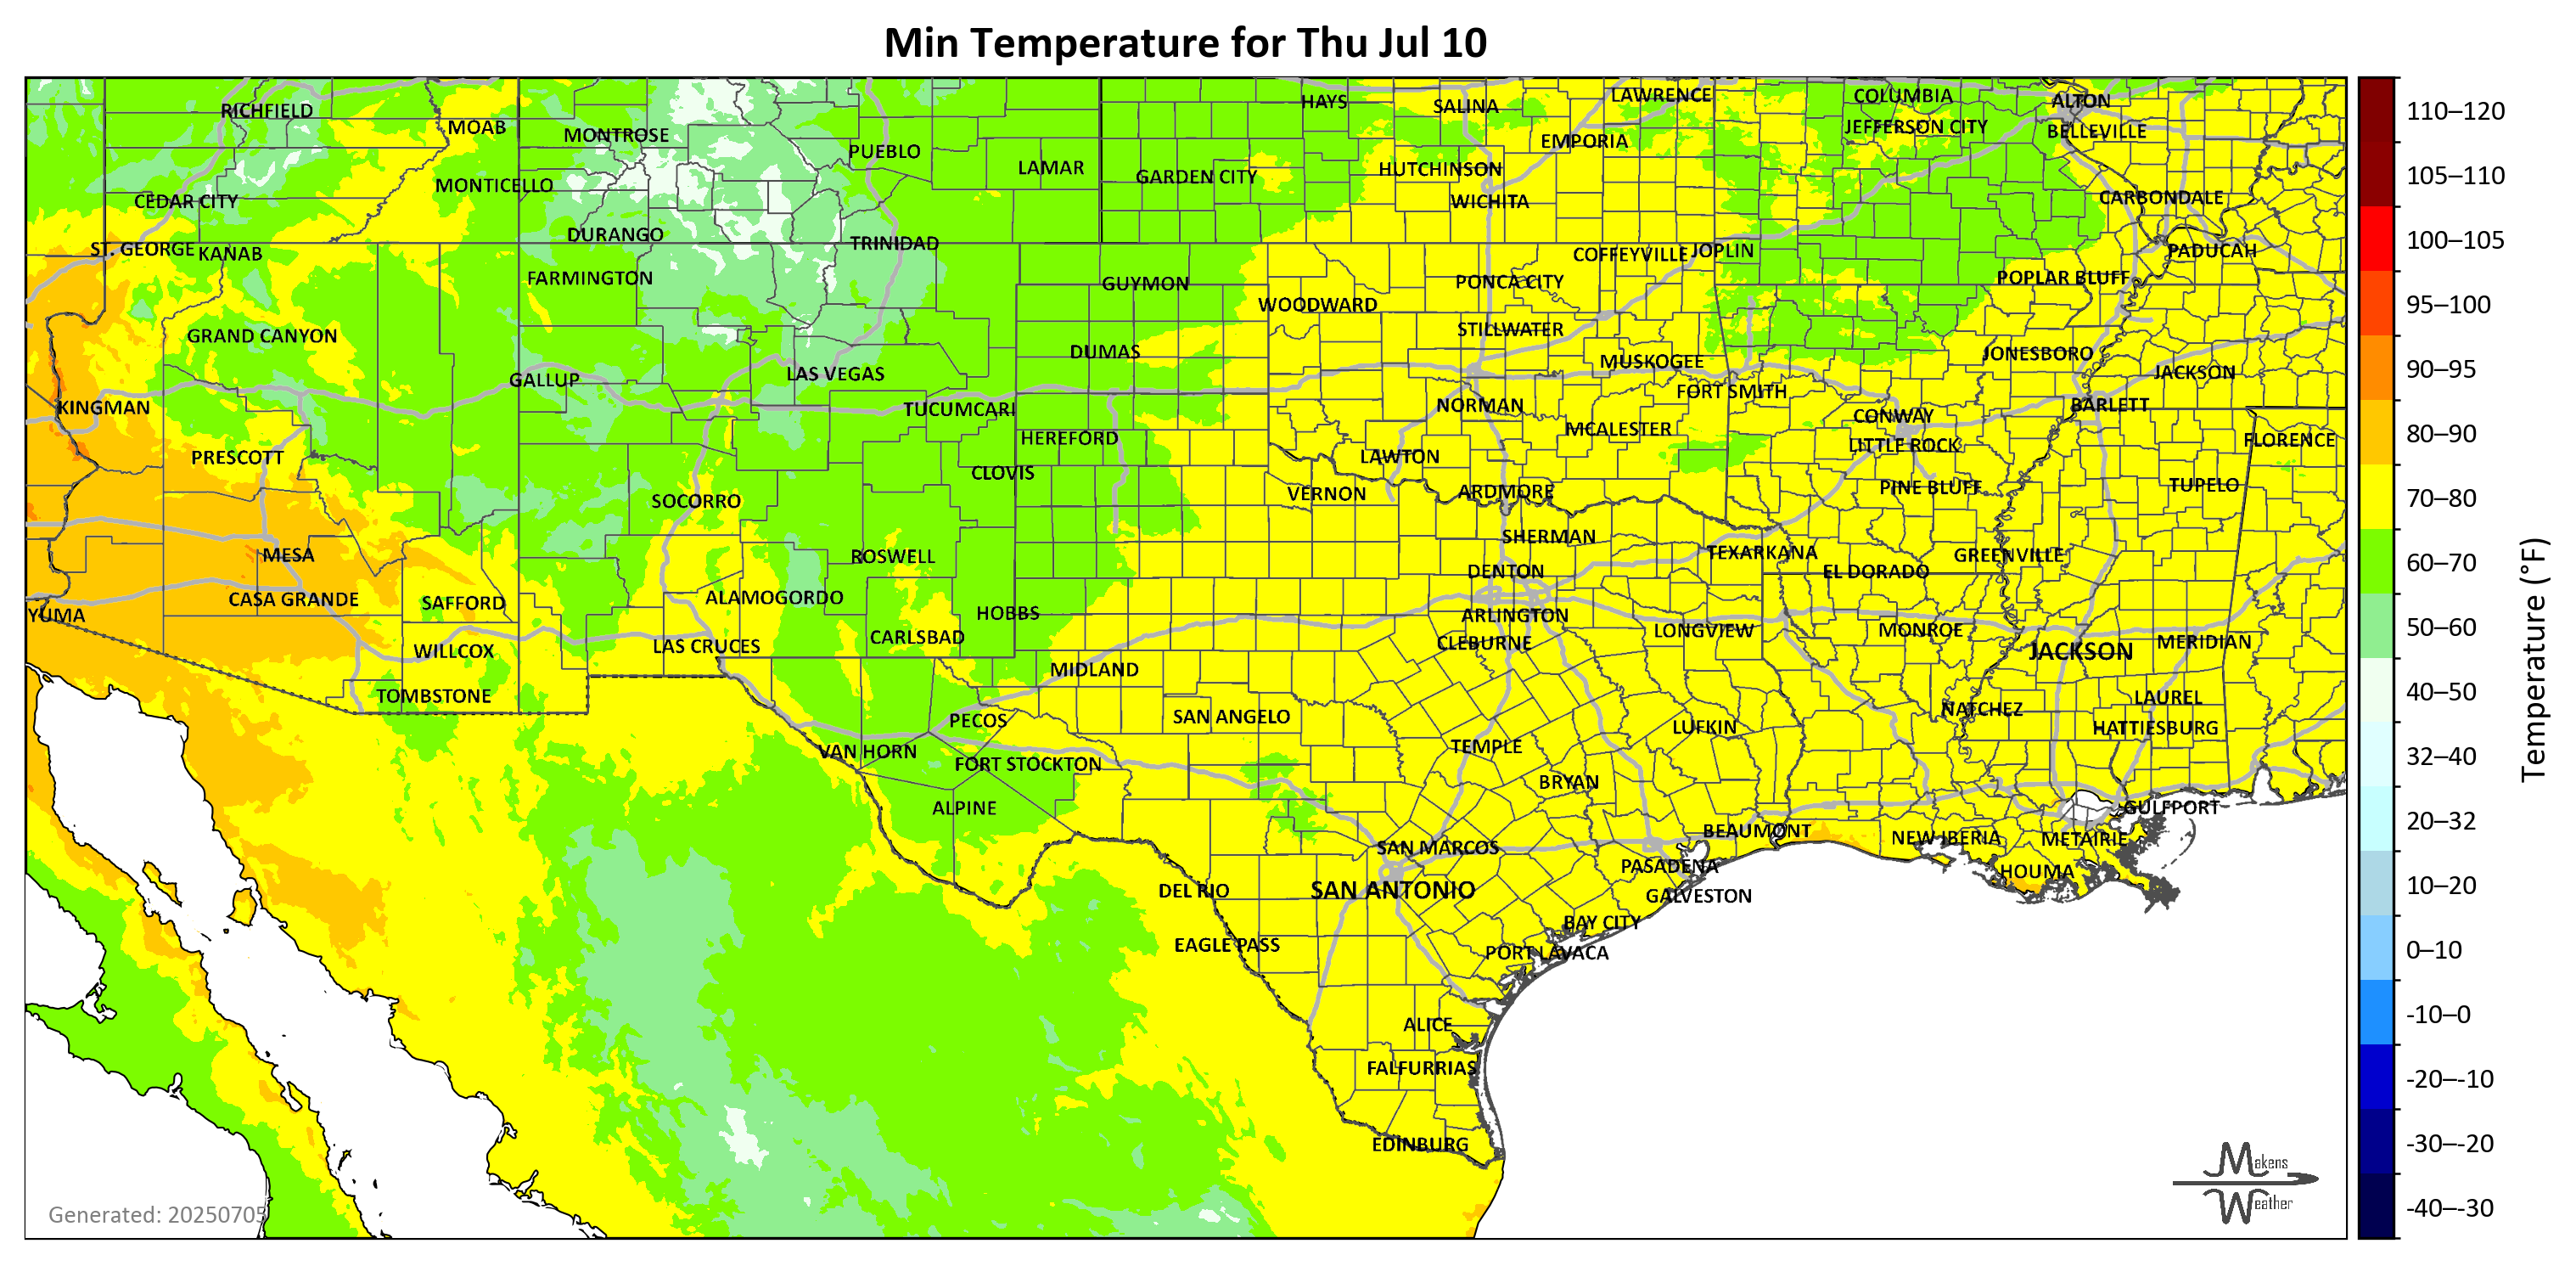 Min Temperature for Thu Jul 10
RICHFIELD
MOAB
MONTROSE
PUEBLO
LAMAR
HAYS
SALINA
LAWRENCE
COLUMBIA
ALTON
JEFFERSON CITY
BELLEVILLE
EMPORIA
HUTCHINSON
GARDEN CITY
MONTICELLO
CEDAR CITY
WICHITA
CARBONDALE
DURANGO
TRINIDAD
ST. GEORGE
KANAB
COFFEYVILLE
JOPLIN
PADUCAH
FARMINGTON
GUYMON
PONCA CITY
POPLAR BLUFF
WOODWARD
GRAND CANYON
STILLWATER
DUMAS
JONESBORO
MUSKOGEE
JACKSON
GALLUP
LAS VEGAS
FORT SMITH
KINGMAN
TUCUMCARI
NORMAN
BARLETT
CONWAY
MCALESTER
HEREFORD
LITTLE ROCK
FLORENCE
PRESCOTT
LAWTON
CLOVIS
TUPELO
PINE BLUFF
SOCORRO
VERNON
ARDMORE
SHERMAN
MESA
ROSWELL
TEXARKANA
GREENVILLE
DENTON
EL DORADO
CASA GRANDE
SAFFORD
ALAMOGORDO
HOBBS
YUMA
ARLINGTON
LONGVIEW
MONROE
CARLSBAD
CLEBURNE
MERIDIAN
LAS CRUCES
WILLCOX
JACKSON
MIDLAND
TOMBSTONE
LAUREL
NATCHEZ
SAN ANGELO
PECOS
LUFKIN
HATTIESBURG
VAN HORN
TEMPLE
FORT STOCKTON
BRYAN
ALPINE
GULFPORT
BEAUMONT
NEW IBERIA
METAIRIE
SAN MARCOS
PASADENA
HOUMA
DEL RIO
SAN ANTONIO
GALVESTON
BAY CITY
EAGLE PASS
PORT LAVACA
ALICE
FALFURRIAS
EDINBURG
Generated: 20250705
Makens
Weather
110–120
105–110
100–105
95–100
90–95
80–90
70–80
60–70
50–60
40–50
32–40
20–32
10–20
0–10
-10–0
-20–-10
-30–-20
-40–-30
Temperature (°F)